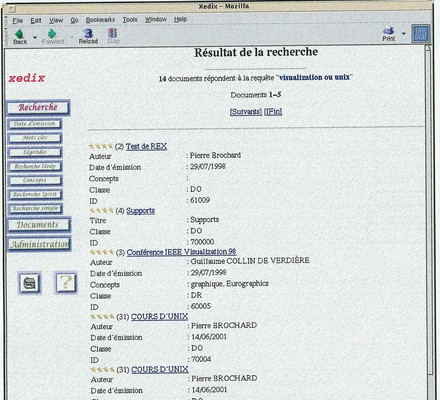 Xedix - Mozilla
File Edit View Go Bookmarks Tools Window Help
Back Forward Reload Stop Print
Résultat de la recherche
xedix
14 documents répondent à la requête "visualization ou unix"
Documents 1-5
[Suivants] [[Fin]
Recherche
Date d'émission
Mots clés
Légendes
Recherche Verity
Concepts
Recherche Spirit
Recherche simple
Documents
Administration
(2) Test de REX
Auteur : Pierre Brochard
Date d'émission : 29/07/1998
Concepts :
Classe : DO
ID : 61009
(4) Supports
Titre : Supports
Classe : DO
ID : 700000
(3) Conférence IEEE Visualization 98
Auteur : Guillaume COLLIN DE VERDIÈRE
Date d'émission : 29/07/1998
Concepts : graphique, Eurographics
Classe : DR
ID : 60005
(31) COURS D'UNIX
Auteur : Pierre BROCHARD
Date d'émission : 14/06/2001
Classe : DO
ID : 70004
(31) COURS D'UNIX
Auteur : Pierre BROCHARD
Date d'émission : 14/06/2001
Classe : DO